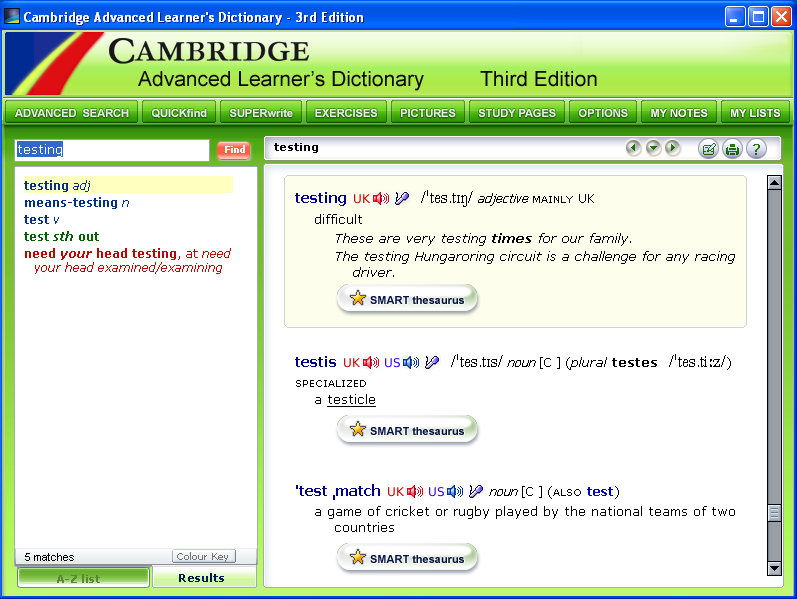 Cambridge Advanced Learner's Dictionary - 3rd Edition
CAMBRIDGE
Advanced Learner's Dictionary Third Edition
ADVANCED SEARCH QUICKfind SUPERwrite EXERCISES PICTURES STUDY PAGES OPTIONS MY NOTES MY LISTS
testing Find
testing adj
means-testing n
test v
test sth out
need your head testing, at need
your head examined/examining
5 matches Colour Key
A-Z list Results
testing ?
testing UK /ˈtes.tɪŋ/ adjective MAINLY UK
difficult
These are very testing times for our family.
The testing Hungaroring circuit is a challenge for any racing
driver.
SMART thesaurus
testis UK US /ˈtes.tɪs/ noun [C ] (plural testes /ˈtes.tiːz/)
SPECIALIZED
a testicle
SMART thesaurus
ˈtest ˌmatch UK US noun [C ] (ALSO test)
a game of cricket or rugby played by the national teams of two
countries
SMART thesaurus